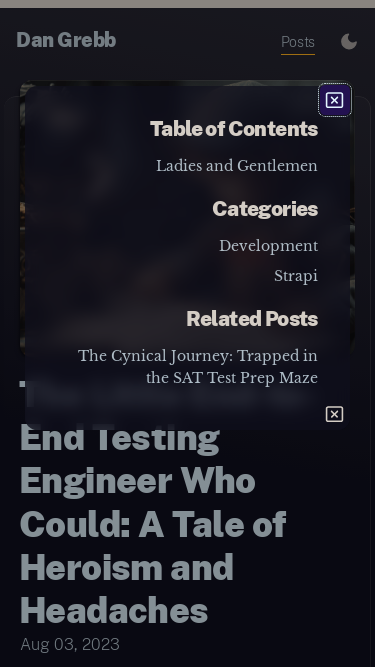 Dan Grebb
Posts
Table of Contents
Ladies and Gentlemen
Categories
Development
Strapi
Related Posts
The Cynical Journey: Trapped in
the SAT Test Prep Maze
End Testing
Engineer Who
Could: A Tale of
Heroism and
Headaches
Aug 03, 2023